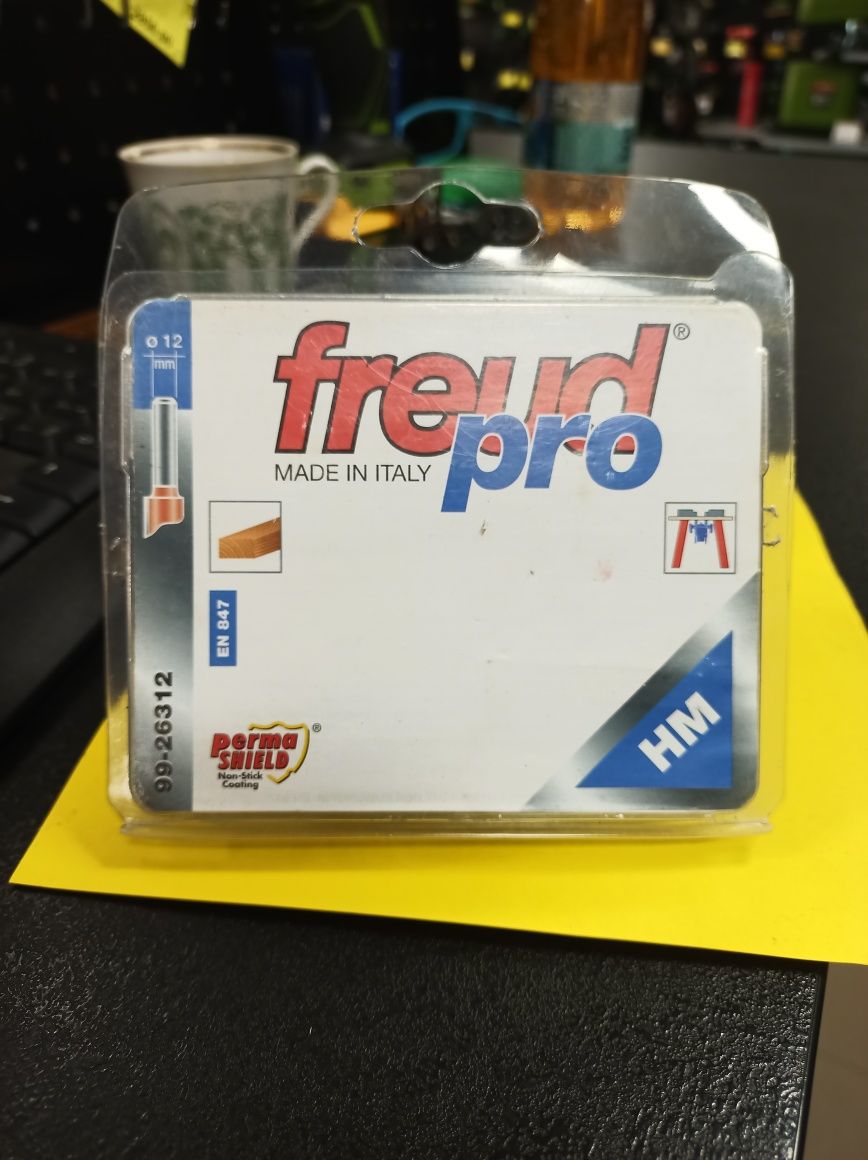 ø 12
mm
freud®
pro
MADE IN ITALY
EN 847
99-26312
perma®
SHIELD
Non-Stick
Coating
HM